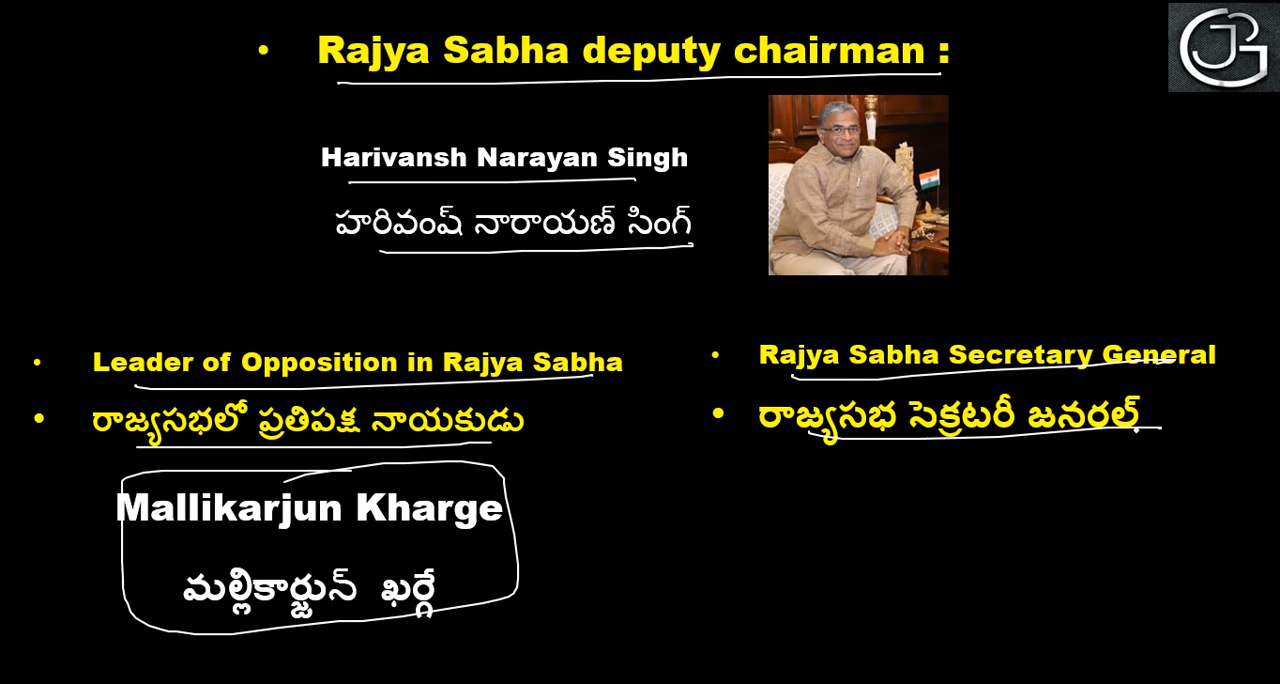 • Rajya Sabha deputy chairman :
Harivansh Narayan Singh
హరివంష్ నారాయణ్ సింగ్
• Leader of Opposition in Rajya Sabha
• రాజ్యసభలో ప్రతిపక్ష నాయకుడు
Mallikarjun Kharge
మల్లికార్జున్ ఖర్గే
• Rajya Sabha Secretary General
• రాజ్యసభ సెక్రటరీ జనరల్